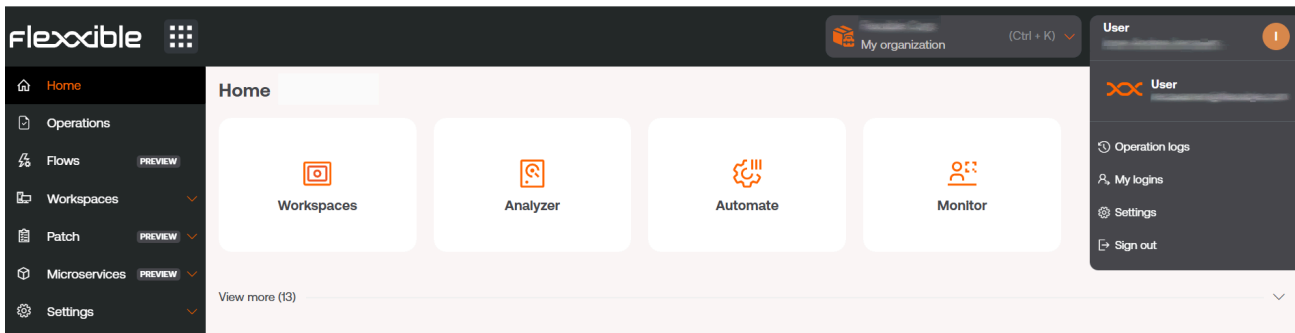 Flexxible
My organization
(Ctrl + K)
User
I
User
Home
Operations
Flows PREVIEW
Workspaces
Patch PREVIEW
Microservices PREVIEW
Settings
Home
Workspaces
Analyzer
Automate
Monitor
View more (13)
Operation logs
My logins
Settings
Sign out